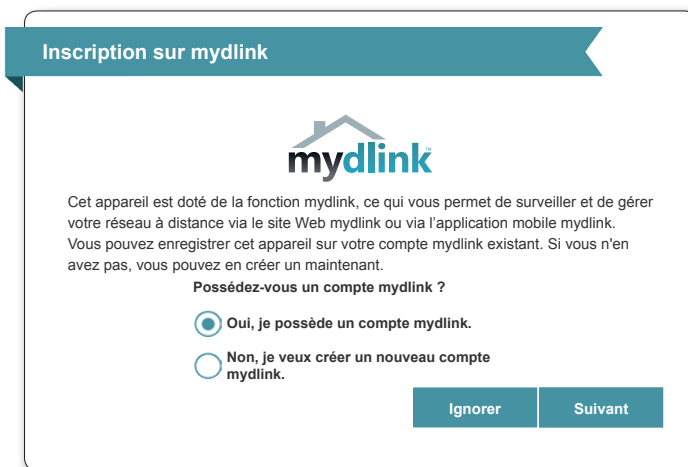 Inscription sur mydlink
mydlink™
Cet appareil est doté de la fonction mydlink, ce qui vous permet de surveiller et de gérer
votre réseau à distance via le site Web mydlink ou via l’application mobile mydlink.
Vous pouvez enregistrer cet appareil sur votre compte mydlink existant. Si vous n'en
avez pas, vous pouvez en créer un maintenant.
Possédez-vous un compte mydlink ?
Oui, je possède un compte mydlink.
Non, je veux créer un nouveau compte
mydlink.
Ignorer
Suivant